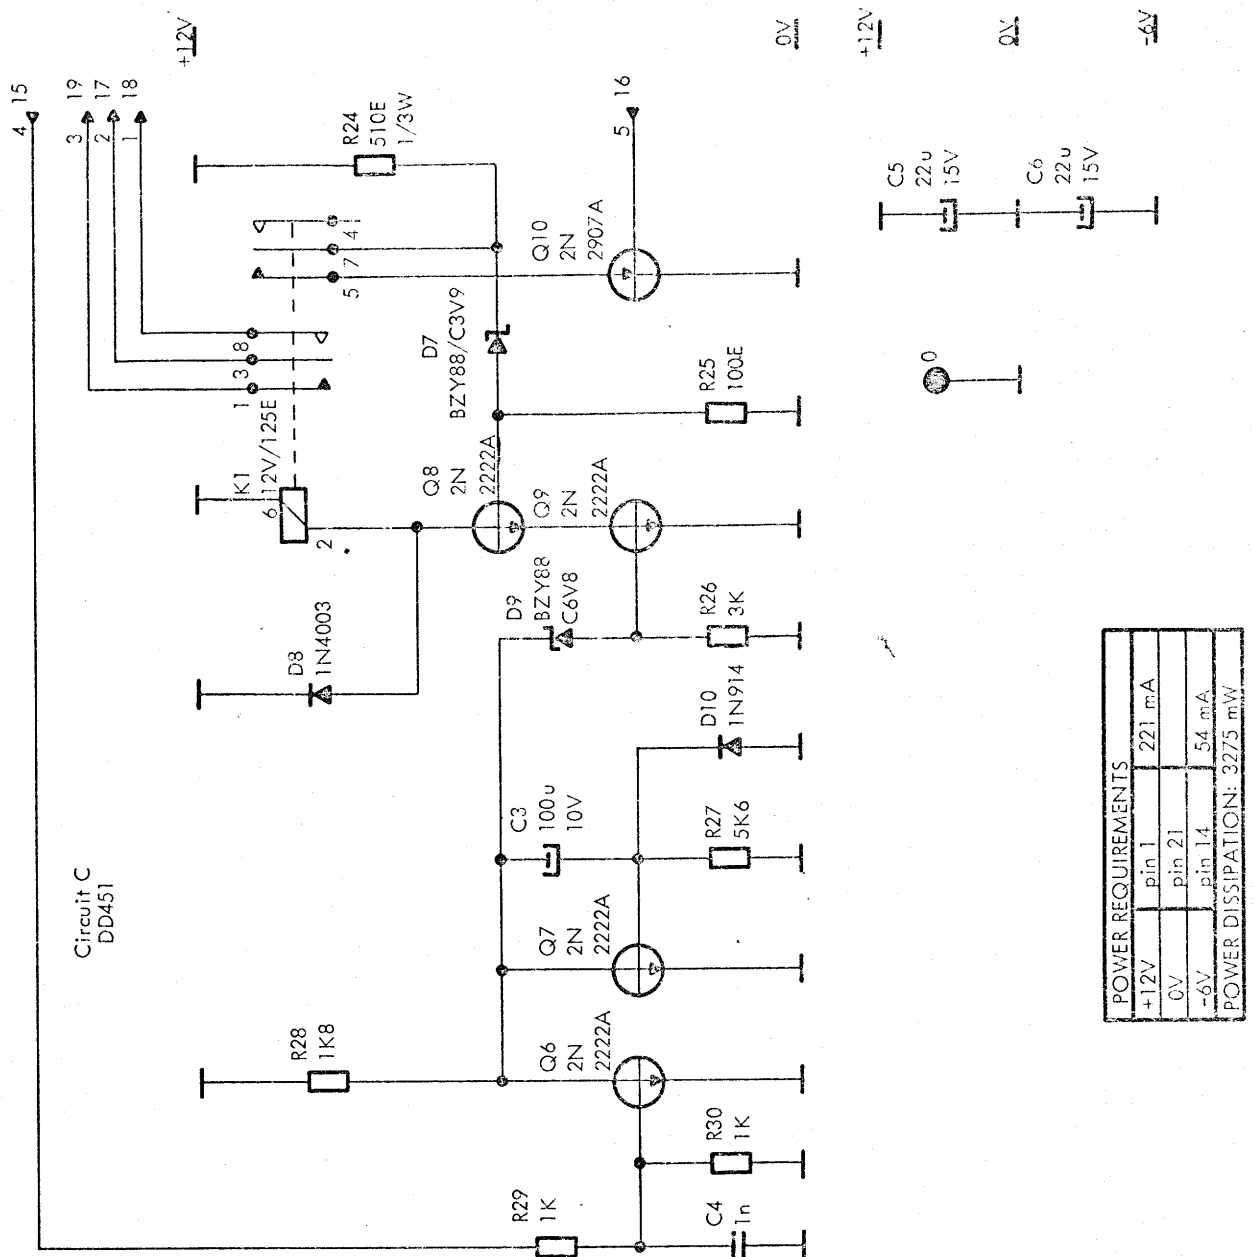 Circuit C
DD451
+12V
0V
+12V
0V
-6V
4 15
3 19
2 17
1 18
5 16
R24
510E
1/3W
4
7
5
8
3
1
K1
12V/125E
6
2
D8
1N4003
D7
BZY88/C3V9
Q10
2N
2907A
R25
100E
Q8
2N
2222A
Q9
2N
2222A
D9
BZY88
C6V8
R26
3K
D10
1N914
C3
100u
10V
R27
5K6
Q7
2N
2222A
R28
1K8
Q6
2N
2222A
R30
1K
R29
1K
C4
1n
C5
22u
15V
C6
22u
15V
0
POWER REQUIREMENTS
+12V pin 1 221 mA
0V pin 21
-6V pin 14 54 mA
POWER DISSIPATION: 3275 mW